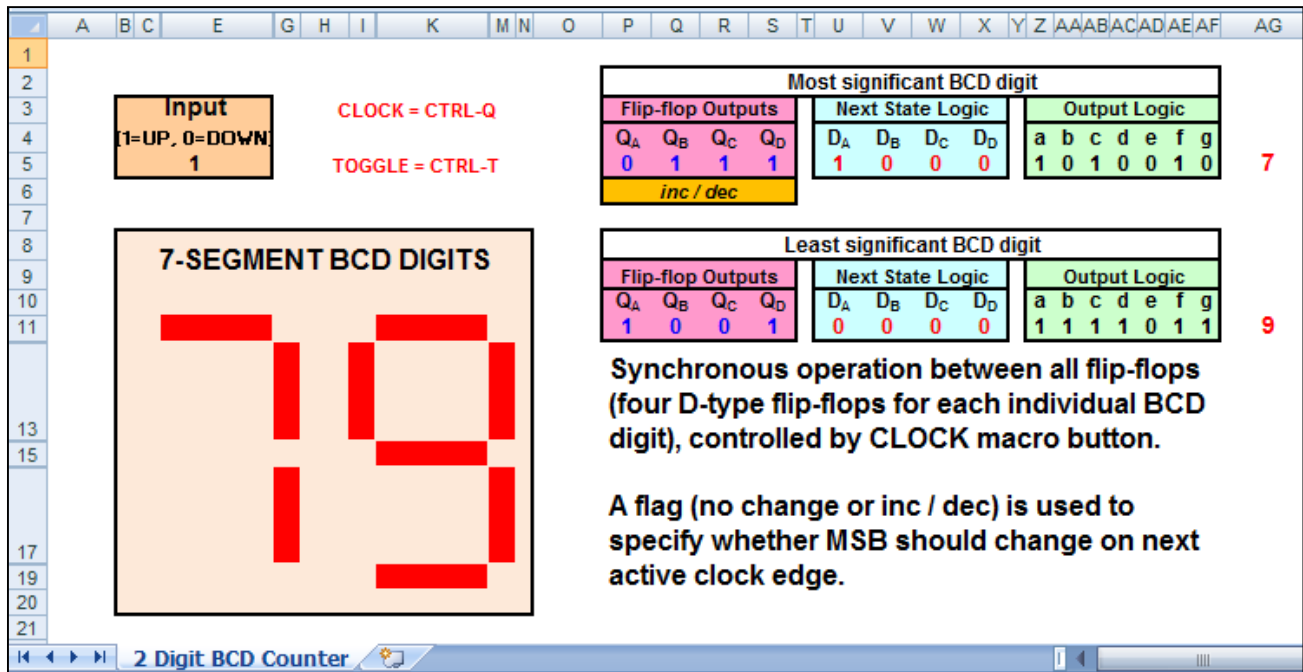 A B C E G H I K M N O P Q R S T U V W X Y Z AA AB AC AD AE AF AG
1
2 Most significant BCD digit
3 Input CLOCK = CTRL-Q Flip-flop Outputs Next State Logic Output Logic
4 [1=UP, 0=DOWN] QA QB QC QD DA DB DC DD a b c d e f g
5 1 TOGGLE = CTRL-T 0 1 1 1 1 0 0 0 1 0 1 0 0 1 0 7
6 inc / dec
7
8 Least significant BCD digit
9 7-SEGMENT BCD DIGITS Flip-flop Outputs Next State Logic Output Logic
10 QA QB QC QD DA DB DC DD a b c d e f g
11 1 0 0 1 0 0 0 0 1 1 1 1 0 1 1 9
79
Synchronous operation between all flip-flops
(four D-type flip-flops for each individual BCD
13 digit), controlled by CLOCK macro button.
15
A flag (no change or inc / dec) is used to
17 specify whether MSB should change on next
19 active clock edge.
20
21
2 Digit BCD Counter